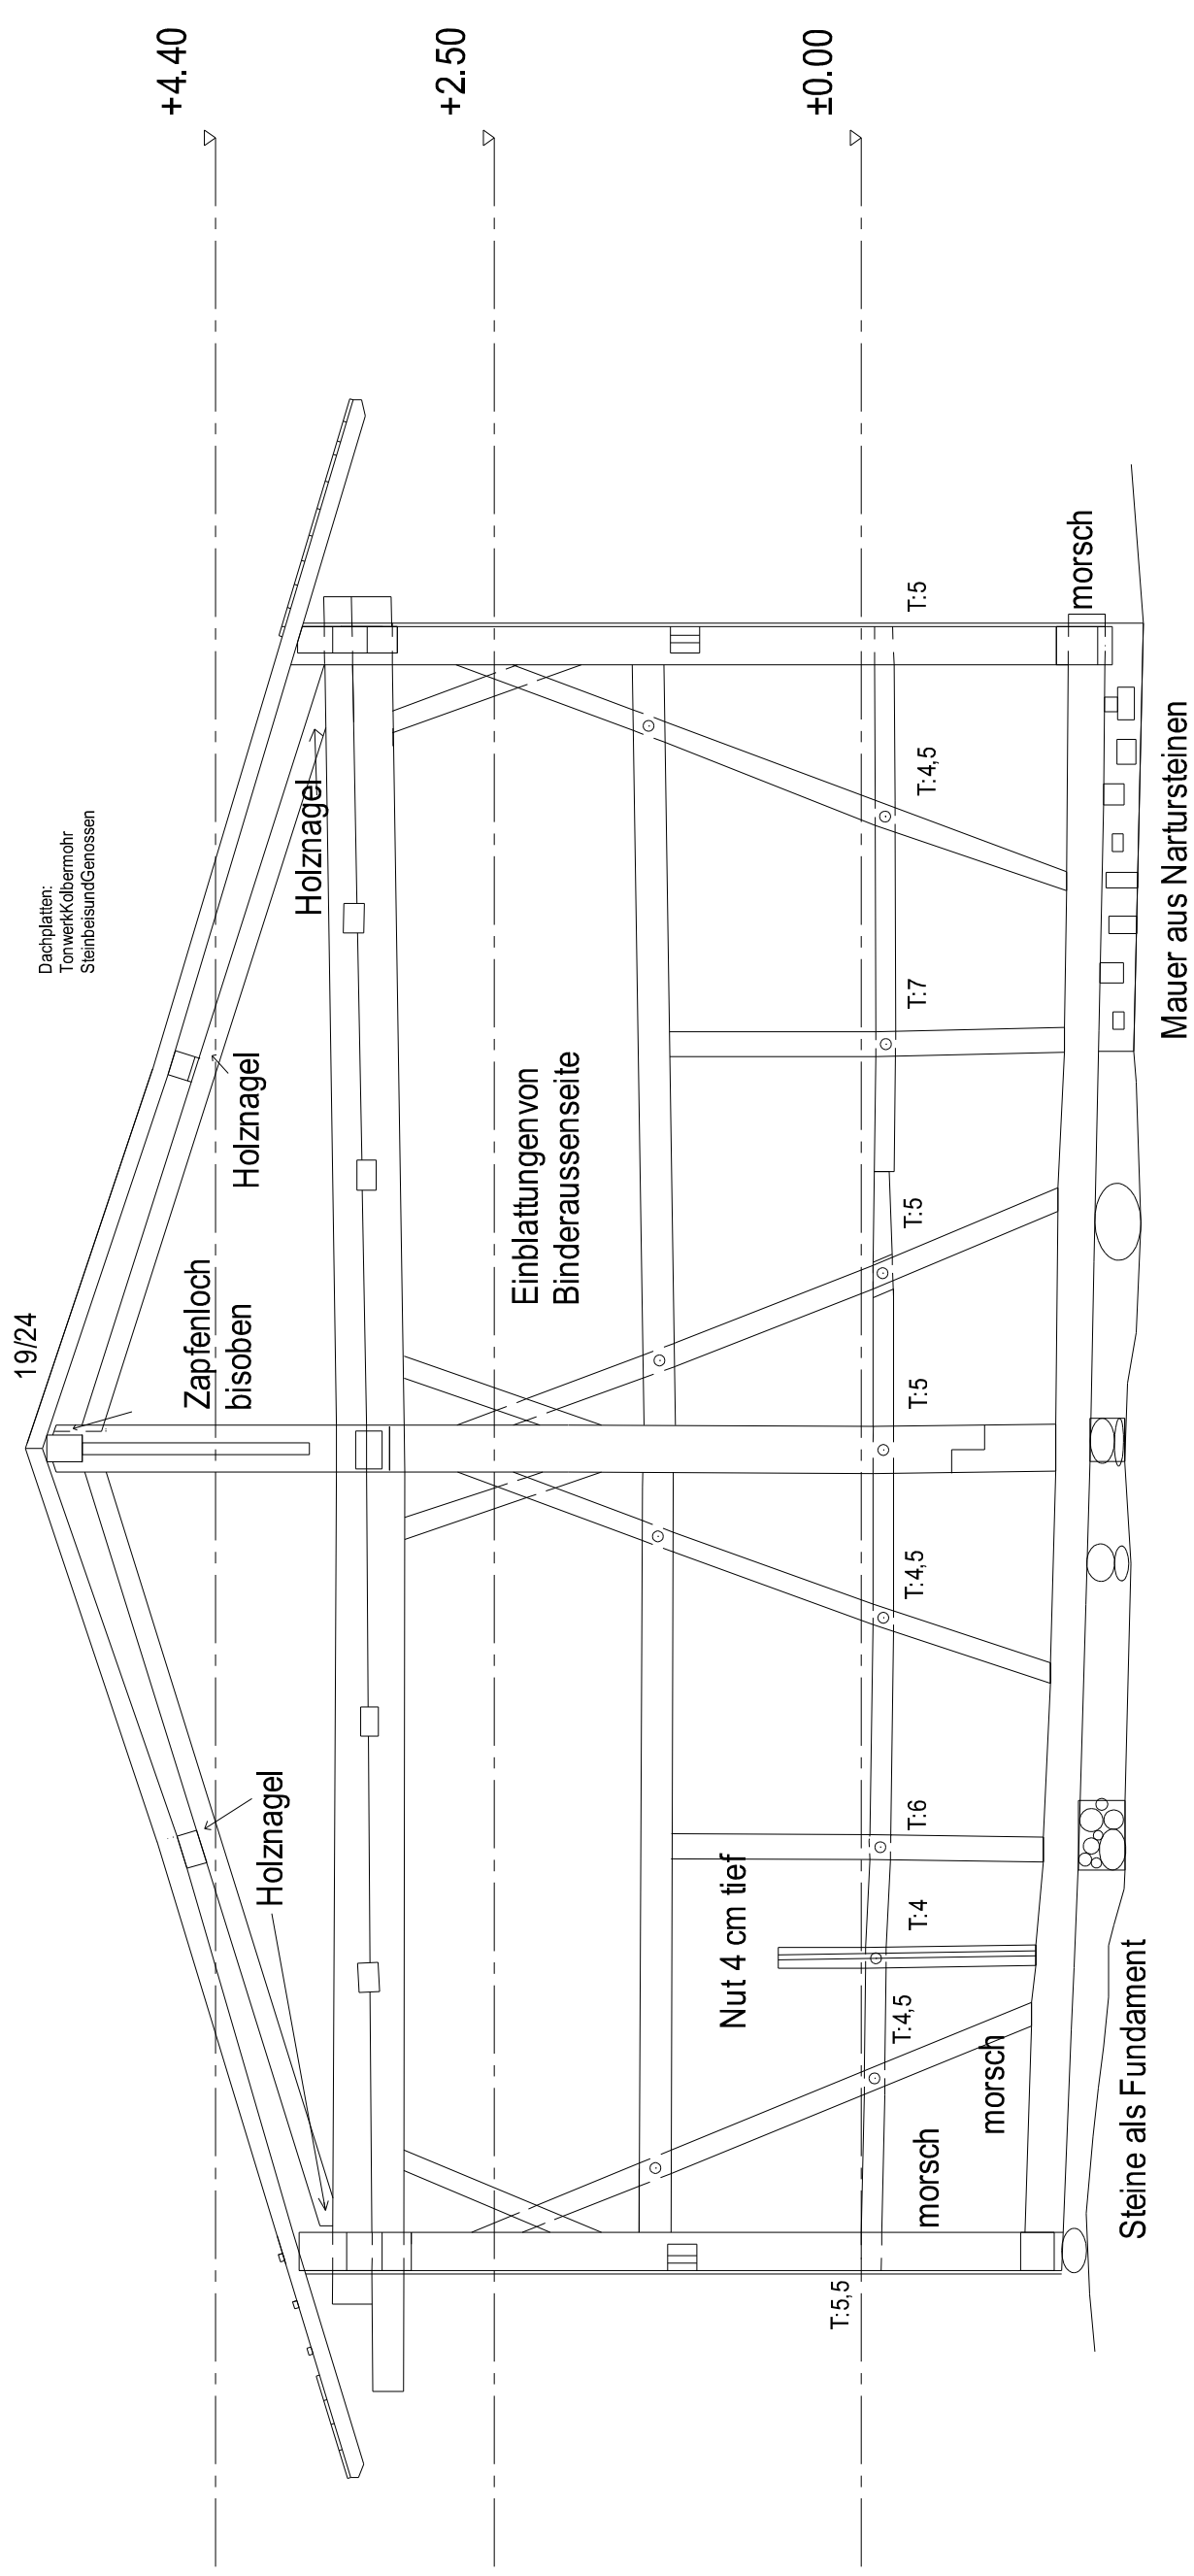 19/24
Dachplatten:
TonwerkKolbermohr
SteinbeisundGenossen
+4.40
Zapfenloch
bisoben
Holznagel
Holznagel
Holznagel
+2.50
Einblattungenvon
Binderaussenseite
Nut 4 cm tief
±0.00
T:5,5
T:4,5
T:4
T:6
T:4,5
T:5
T:5
T:7
T:4,5
T:5
morsch
morsch
morsch
Steine als Fundament
Mauer aus Nartursteinen